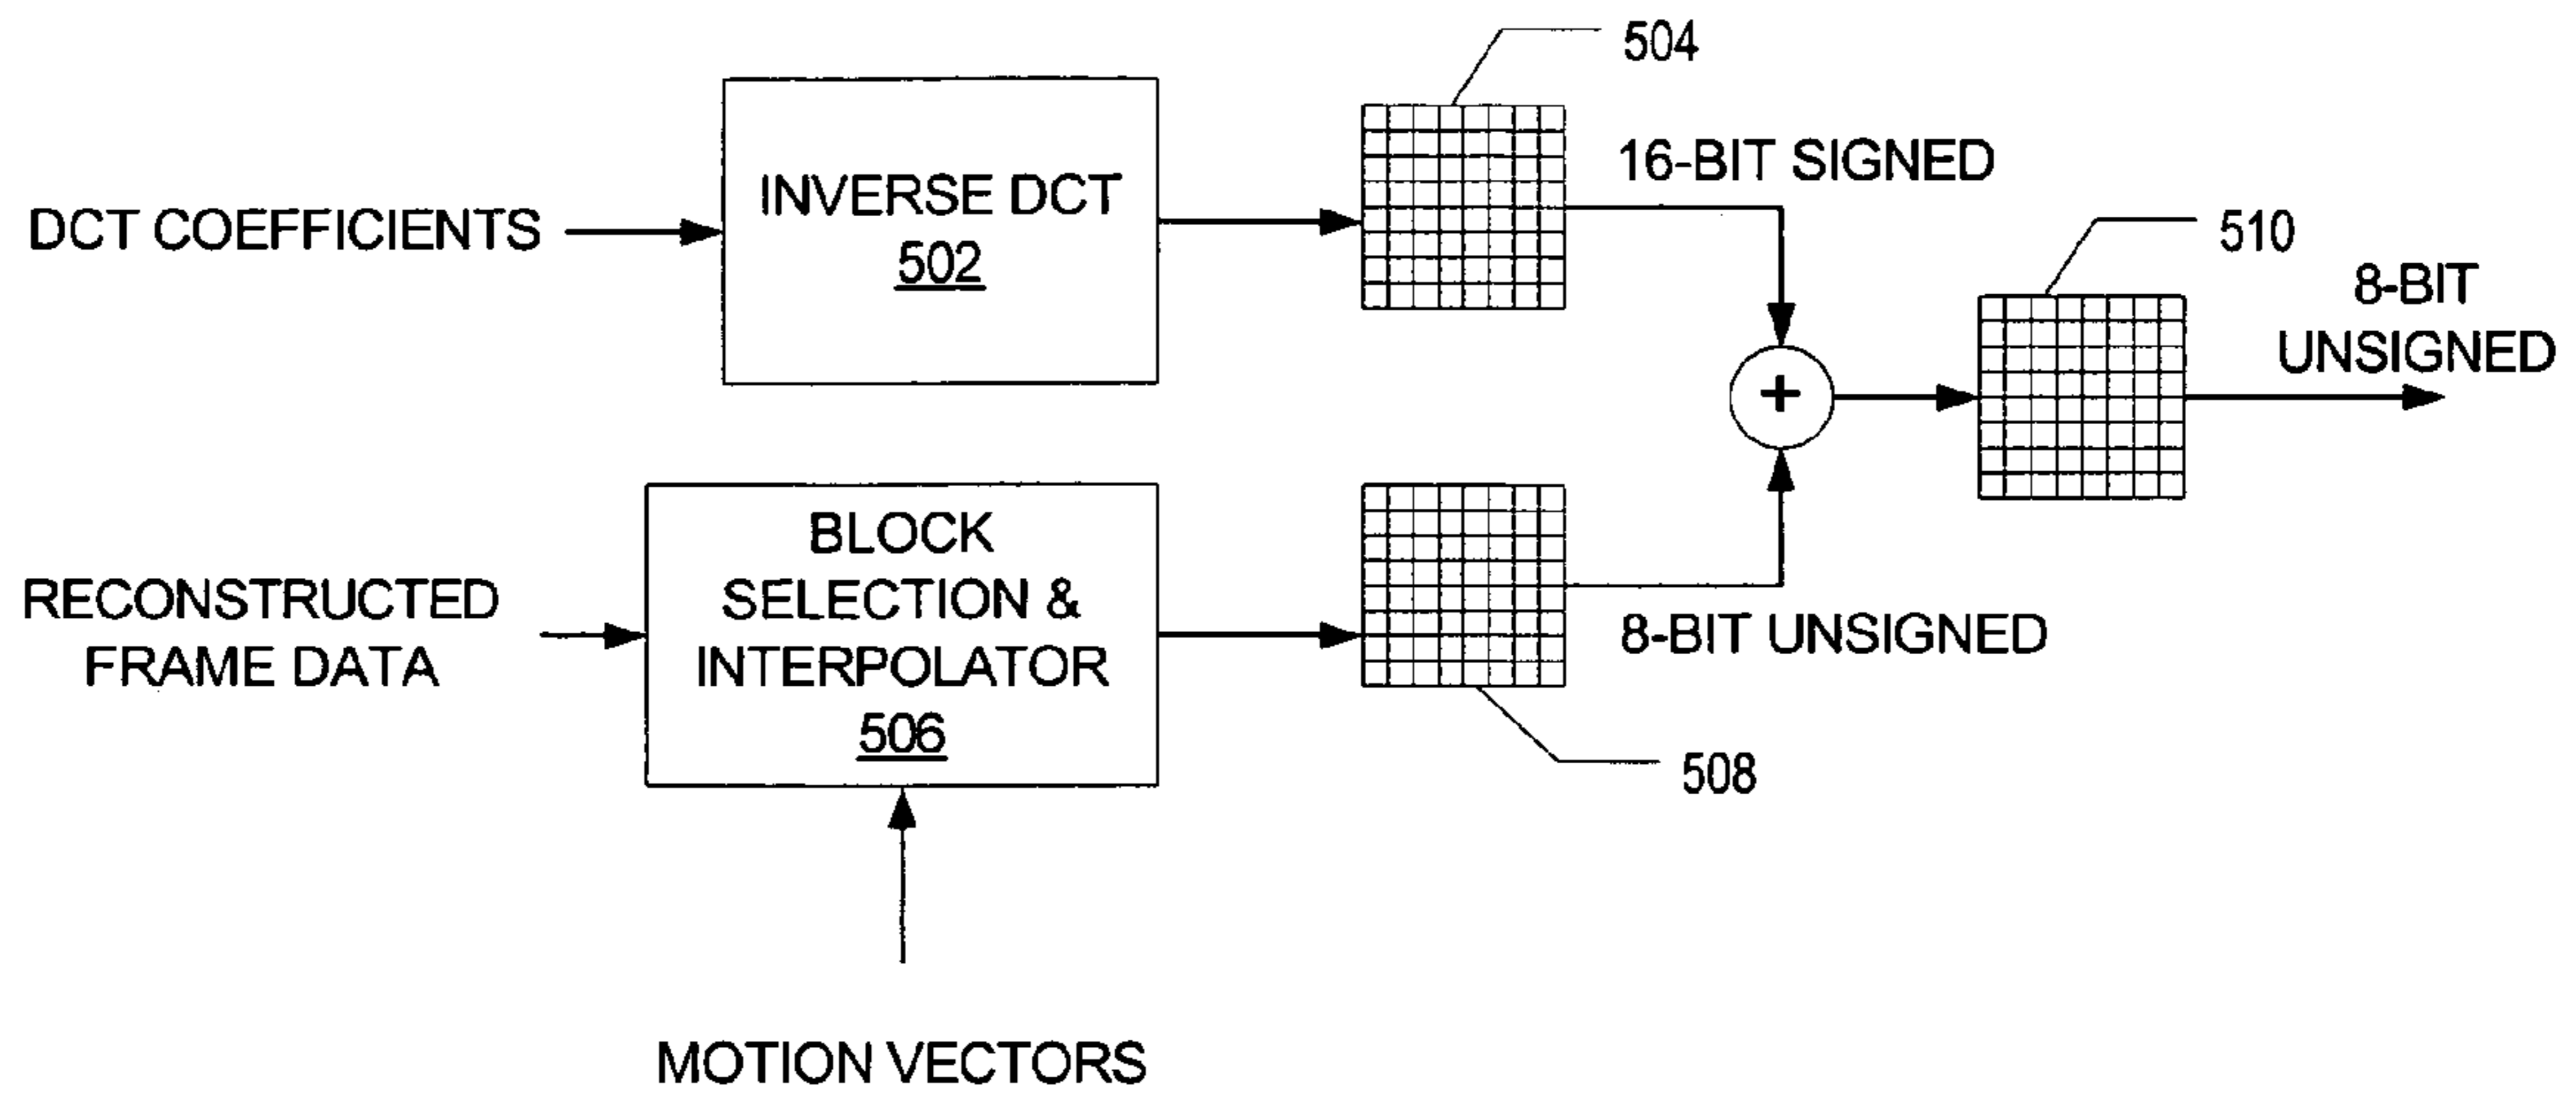 504
16-BIT SIGNED
DCT COEFFICIENTS
INVERSE DCT
502
510
8-BIT
UNSIGNED
+
RECONSTRUCTED
FRAME DATA
BLOCK
SELECTION &
INTERPOLATOR
506
8-BIT UNSIGNED
508
MOTION VECTORS